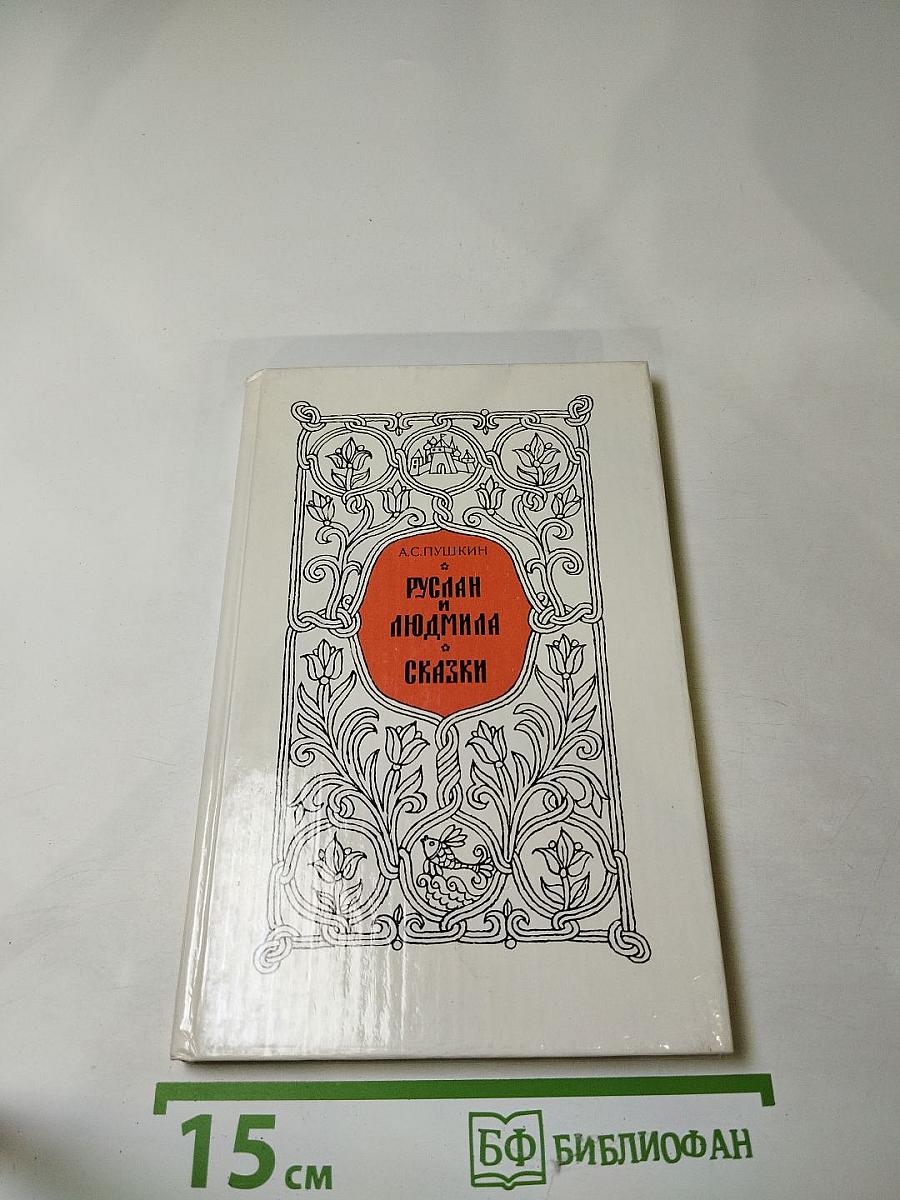 А.С.ПУШКИН
РУСЛАН
И
ЛЮДМИЛА
СКАЗКИ
15 см
БФ БИБЛИОФАН